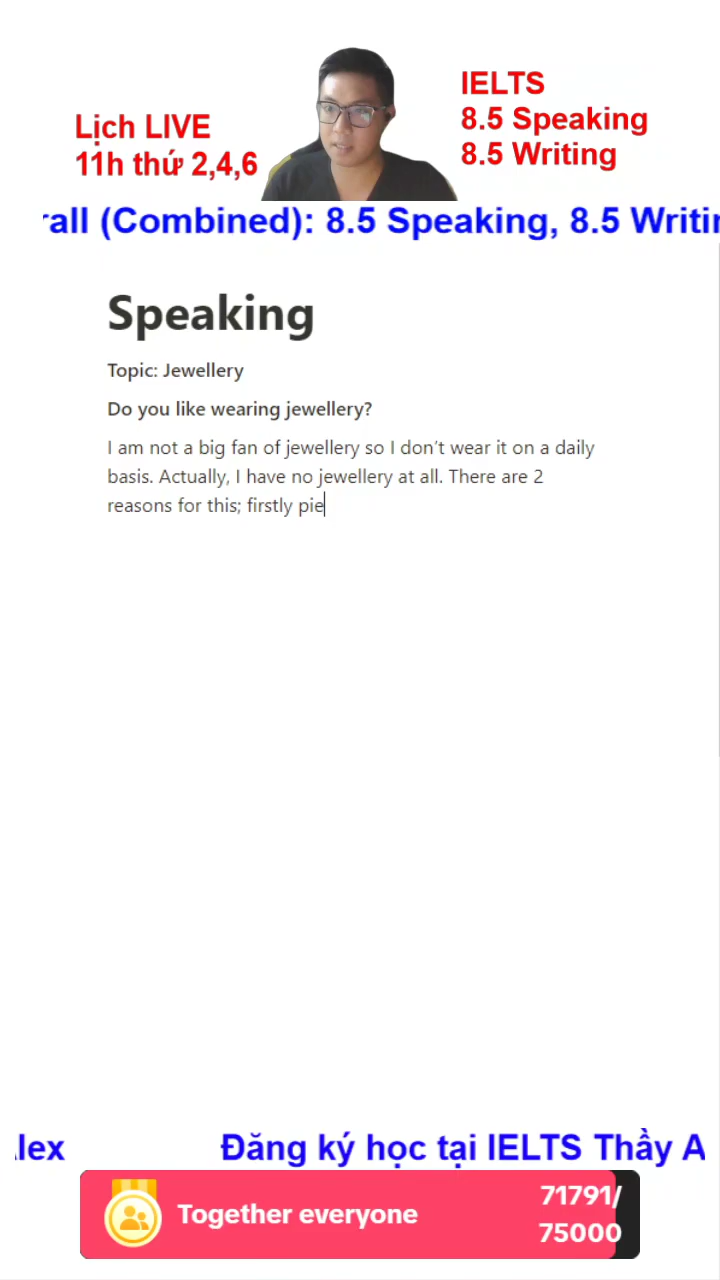 Lịch LIVE
11h thứ 2,4,6
IELTS
8.5 Speaking
8.5 Writing
(Combined): 8.5 Speaking, 8.5
Speaking
Topic: Jewellery
Do you like wearing jewellery?
I am not a big fan of jewellery so I don’t wear it on a daily
basis. Actually, I have no jewellery at all. There are 2
reasons for this; firstly pie
Đăng ký học tại IELTS Thầy A
Together everyone
71791/
75000